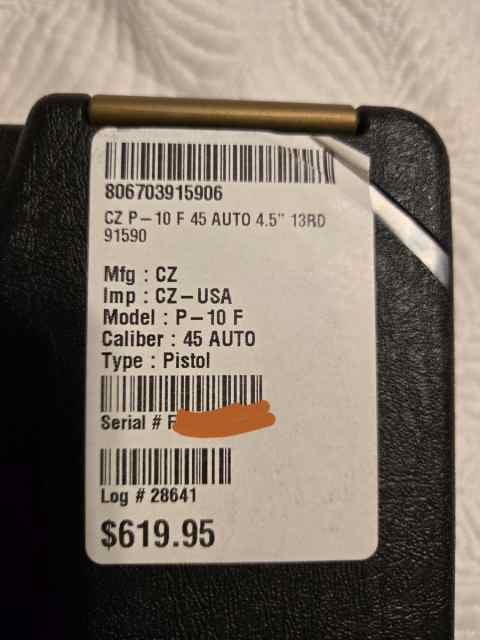 806703915906
CZ P-10 F 45 AUTO 4.5" 13RD
91590
Mfg : CZ
Imp : CZ-USA
Model : P-10 F
Caliber : 45 AUTO
Type : Pistol
Serial # F
Log # 28641
$619.95